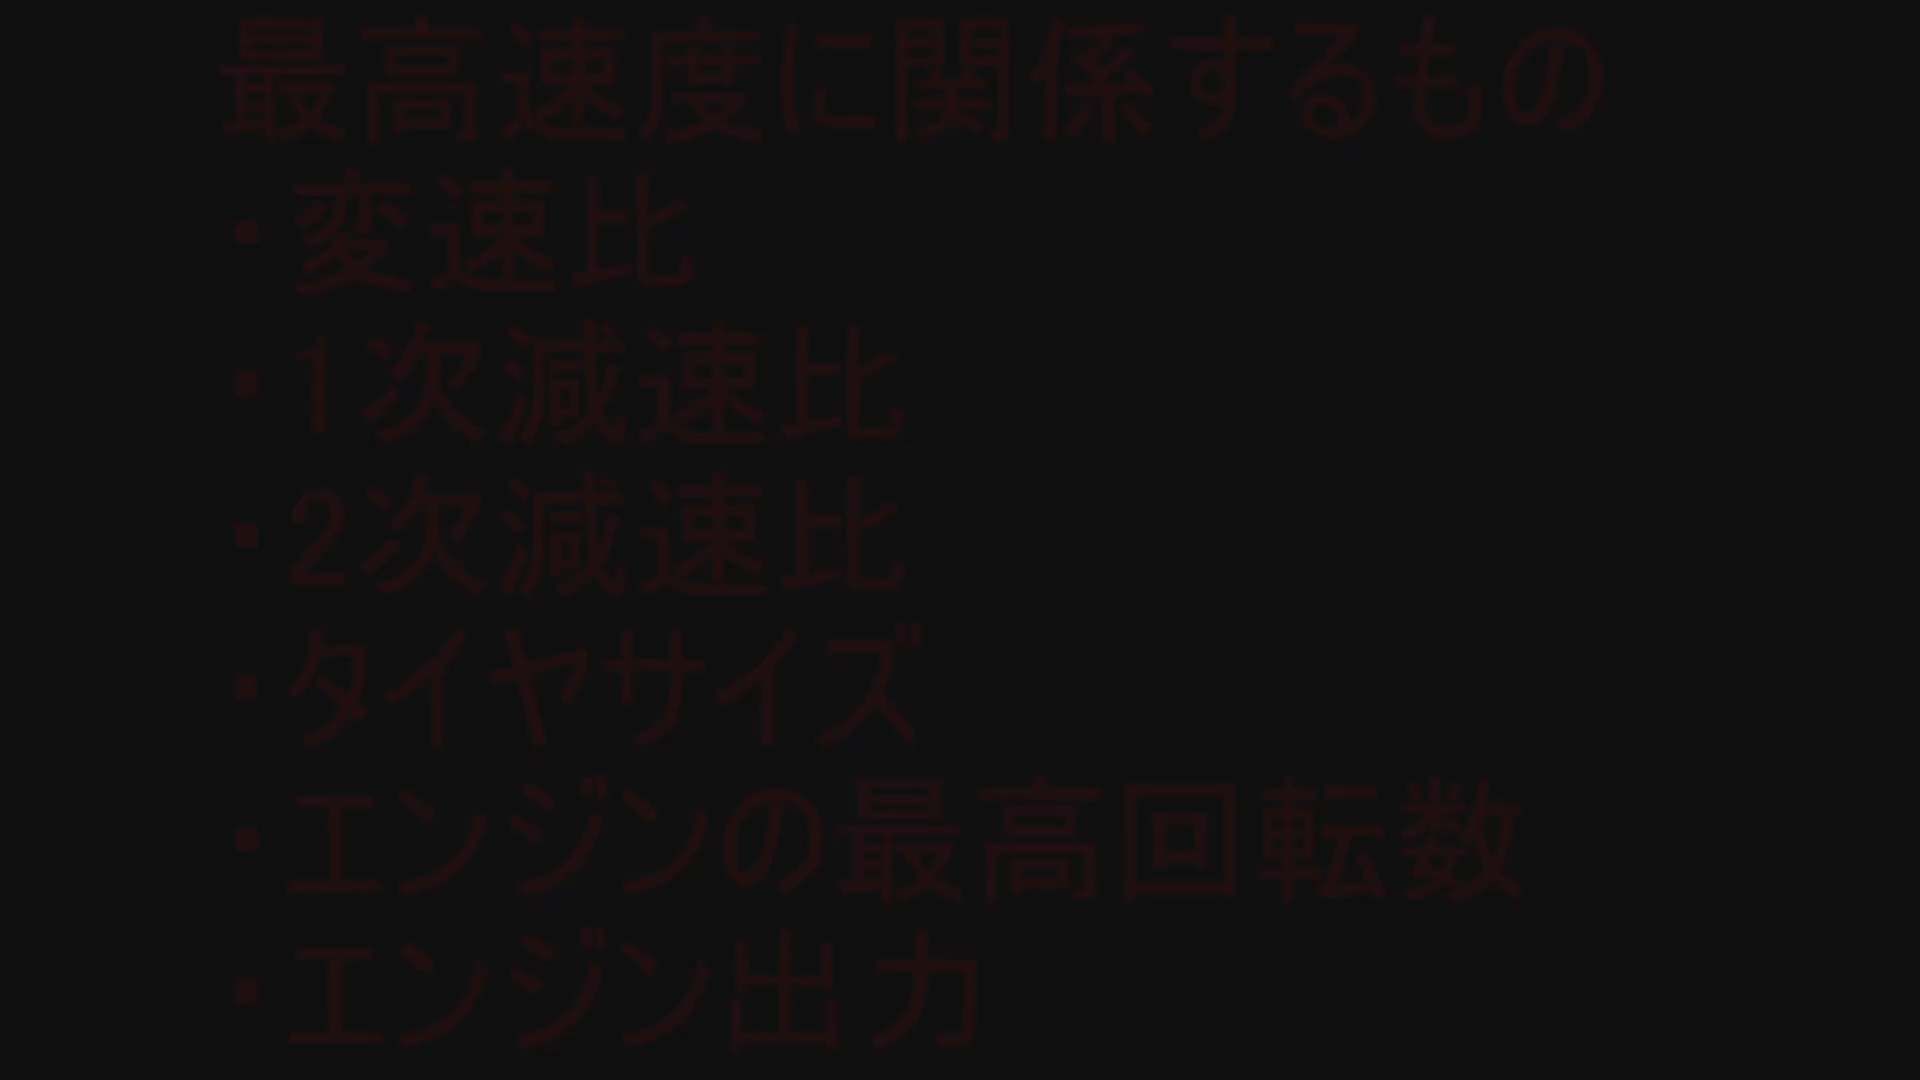 最高速度に関係するもの
・変速比
・1次減速比
・2次減速比
・タイヤサイズ
・エンジンの最高回転数
・エンジン出力